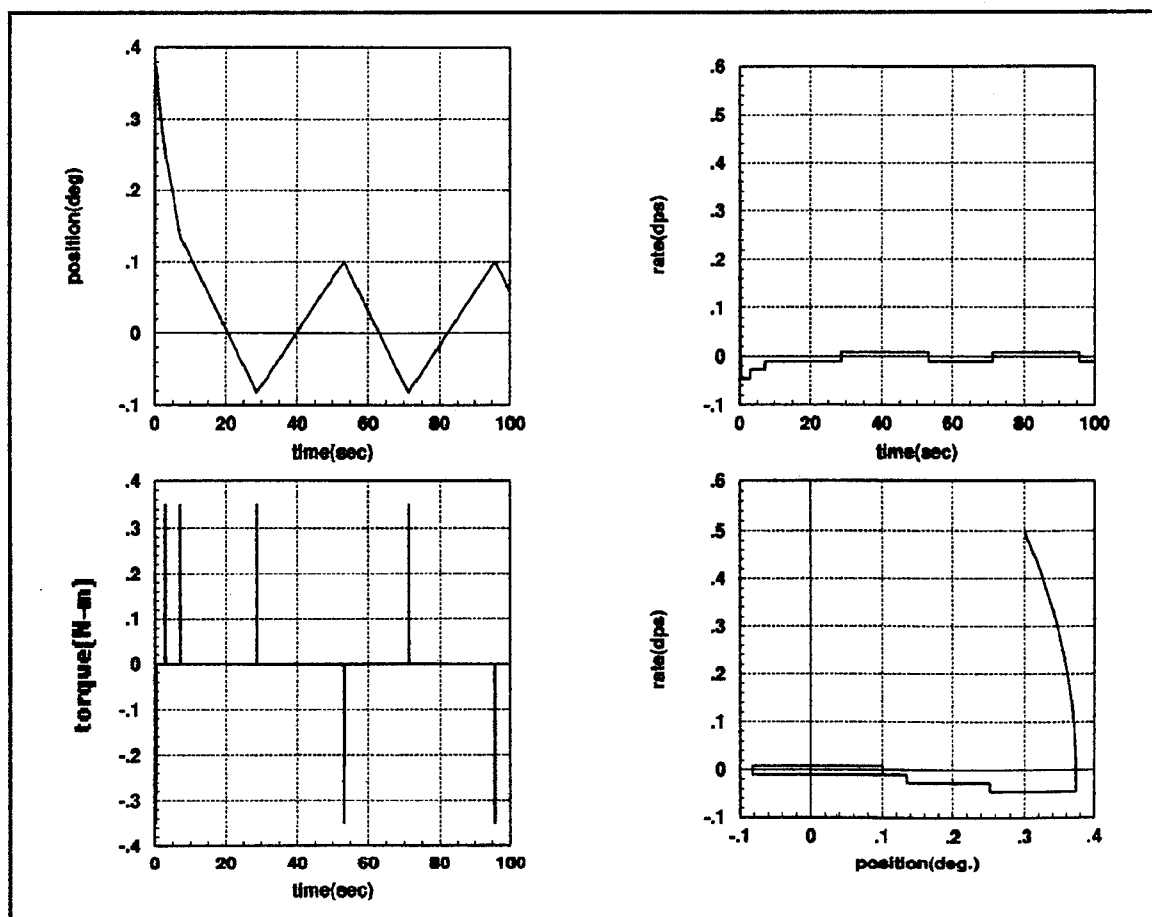 .4
.3
.2
.1
0
-.1
position(deg)
0 20 40 60 80 100
time(sec)
.6
.5
.4
.3
.2
.1
0
-.1
rate(dps)
0 20 40 60 80 100
time(sec)
.4
.3
.2
.1
0
-.1
-.2
-.3
-.4
torque[N-m]
0 20 40 60 80 100
time(sec)
.6
.5
.4
.3
.2
.1
0
-.1
rate(dps)
-.1 0 .1 .2 .3 .4
position(deg.)